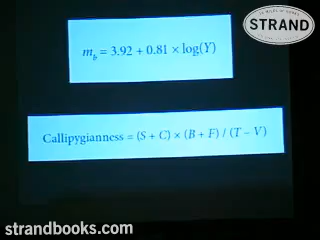 STRAND
m_b = 3.92 + 0.81 × log(Y)
Callipygianness = (S + C) × (B + F) / (T – V)
strandbooks.com